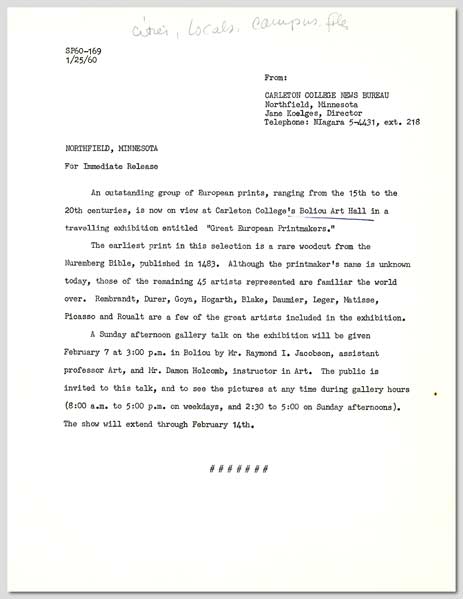 cities, locals, campus, file
SP60-169
1/25/60
From:
CARLETON COLLEGE NEWS BUREAU
Northfield, Minnesota
Jane Koelges, Director
Telephone: NIagara 5-4431, ext. 218
NORTHFIELD, MINNESOTA
For Immediate Release
An outstanding group of European prints, ranging from the 15th to the
20th centuries, is now on view at Carleton College's Boliou Art Hall in a
travelling exhibition entitled "Great European Printmakers."
The earliest print in this selection is a rare woodcut from the
Nuremberg Bible, published in 1483. Although the printmaker's name is unknown
today, those of the remaining 45 artists represented are familiar the world
over. Rembrandt, Durer, Goya, Hogarth, Blake, Daumier, Leger, Matisse,
Picasso and Roualt are a few of the great artists included in the exhibition.
A Sunday afternoon gallery talk on the exhibition will be given
February 7 at 3:00 p.m. in Boliou by Mr. Raymond I. Jacobson, assistant
professor Art, and Mr. Damon Holcomb, instructor in Art. The public is
invited to this talk, and to see the pictures at any time during gallery hours
(8:00 a.m. to 5:00 p.m. on weekdays, and 2:30 to 5:00 on Sunday afternoons).
The show will extend through February 14th.
# # # # # # #